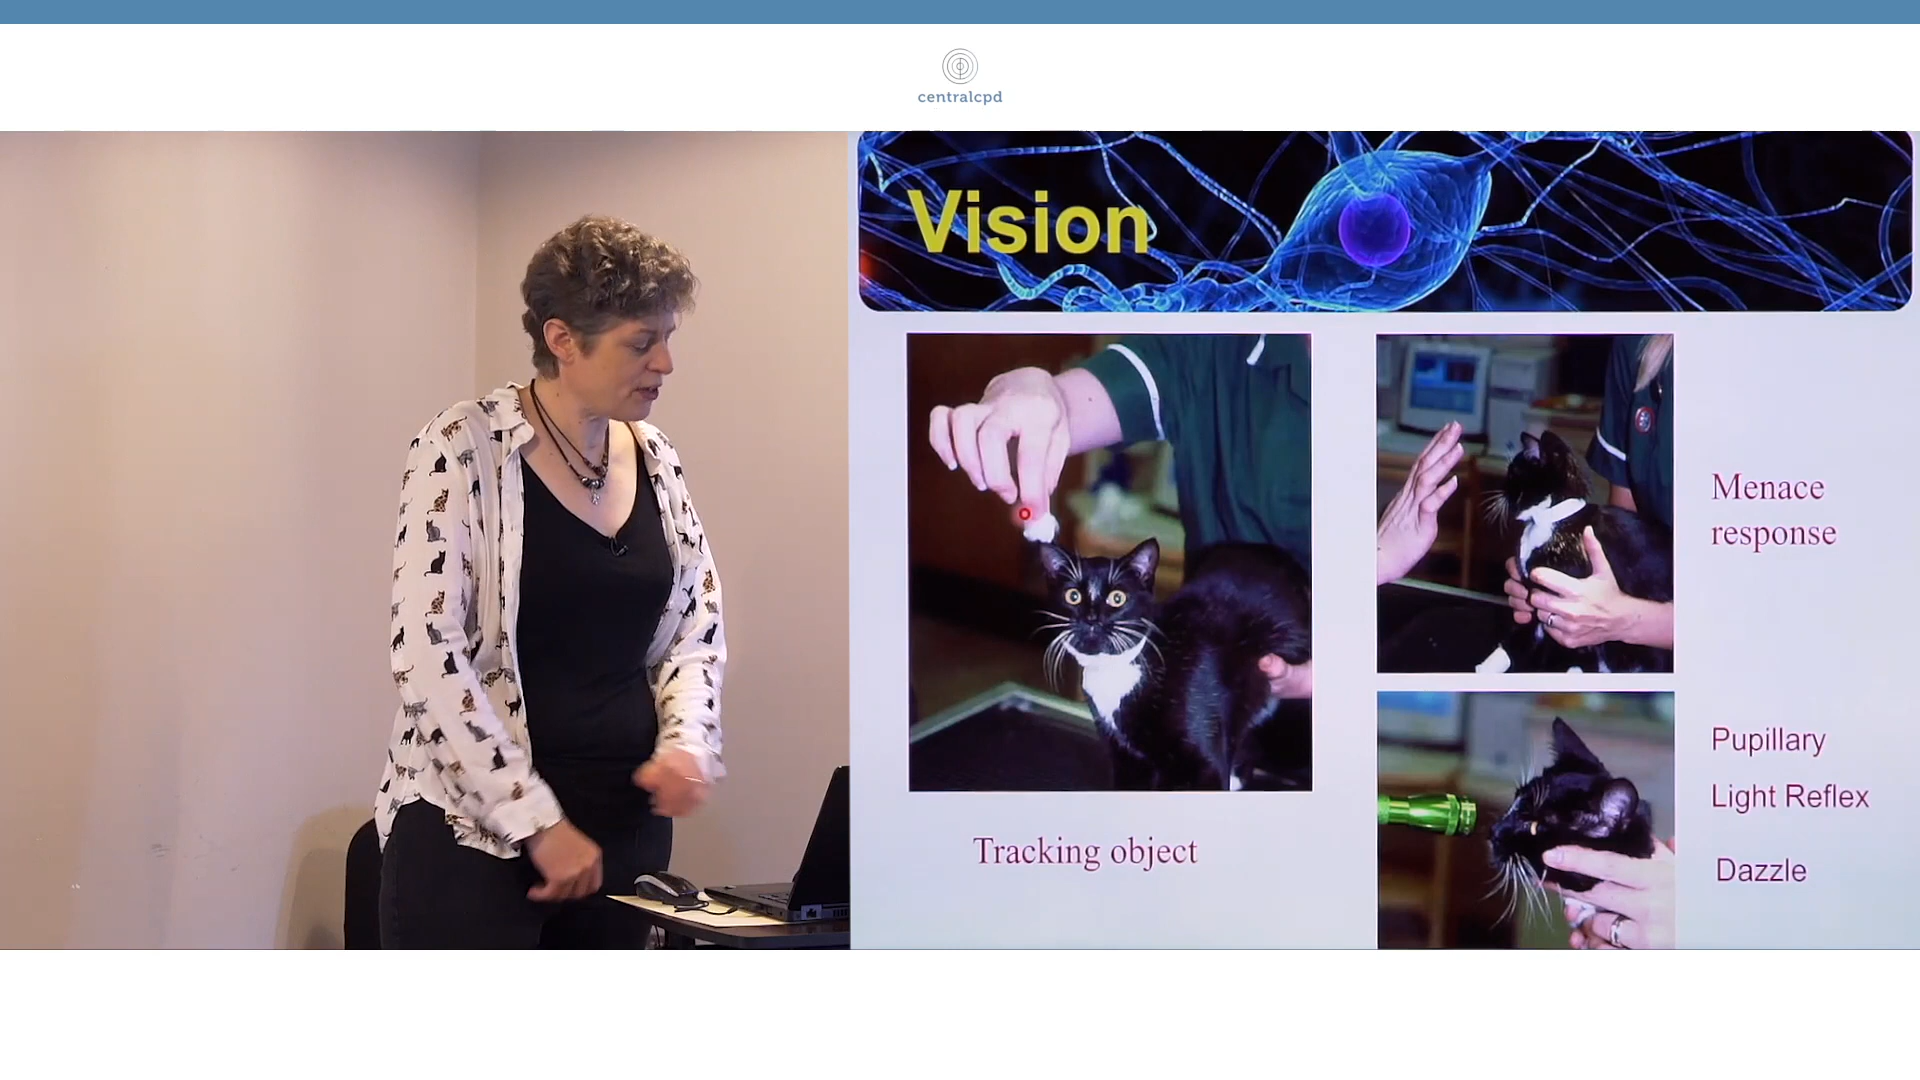 centralcpd
Vision
Menace
response
Tracking object
Pupillary
Light Reflex
Dazzle